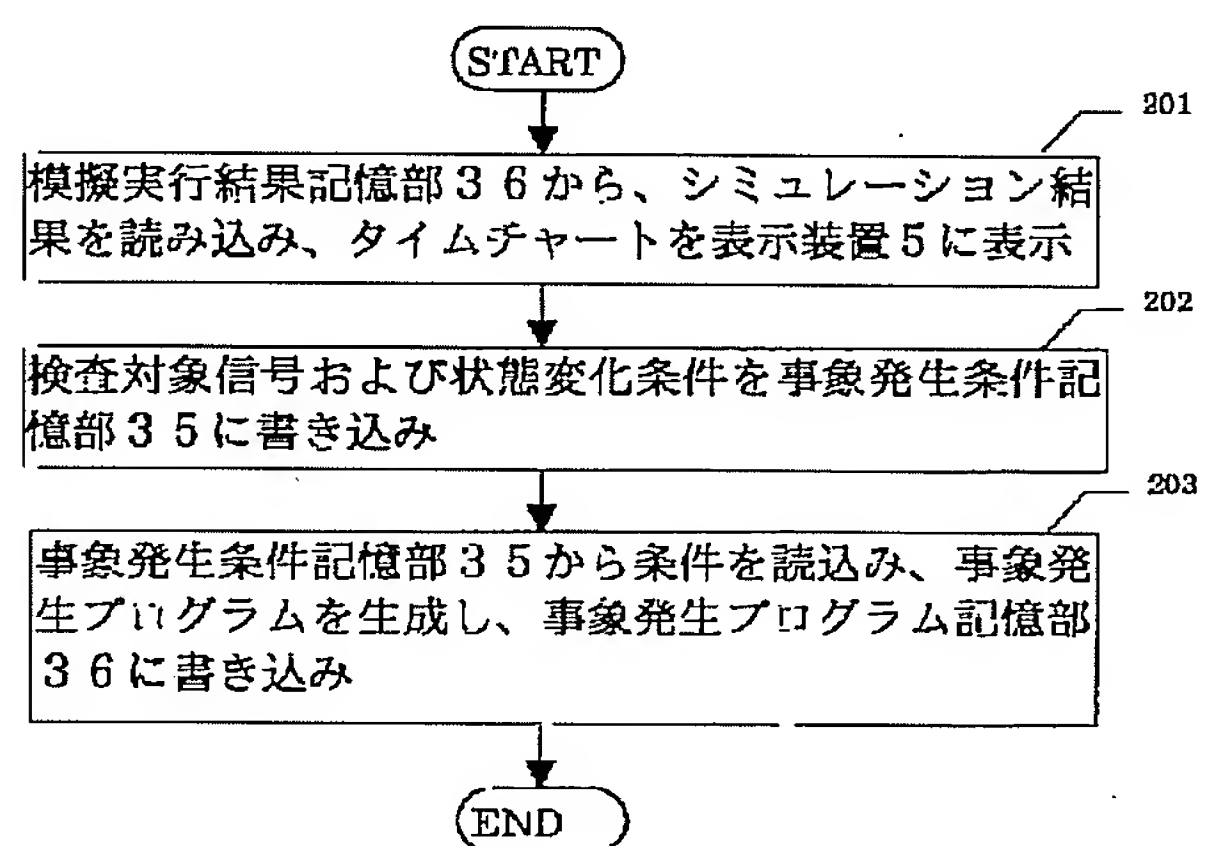 START
201
模擬実行結果記憶部３６から、シミュレーション結
果を読み込み、タイムチャートを表示装置５に表示
202
検査対象信号および状態変化条件を事象発生条件記
憶部３５に書き込み
203
事象発生条件記憶部３５から条件を読込み、事象発
生プログラムを生成し、事象発生プログラム記憶部
３６に書き込み
END